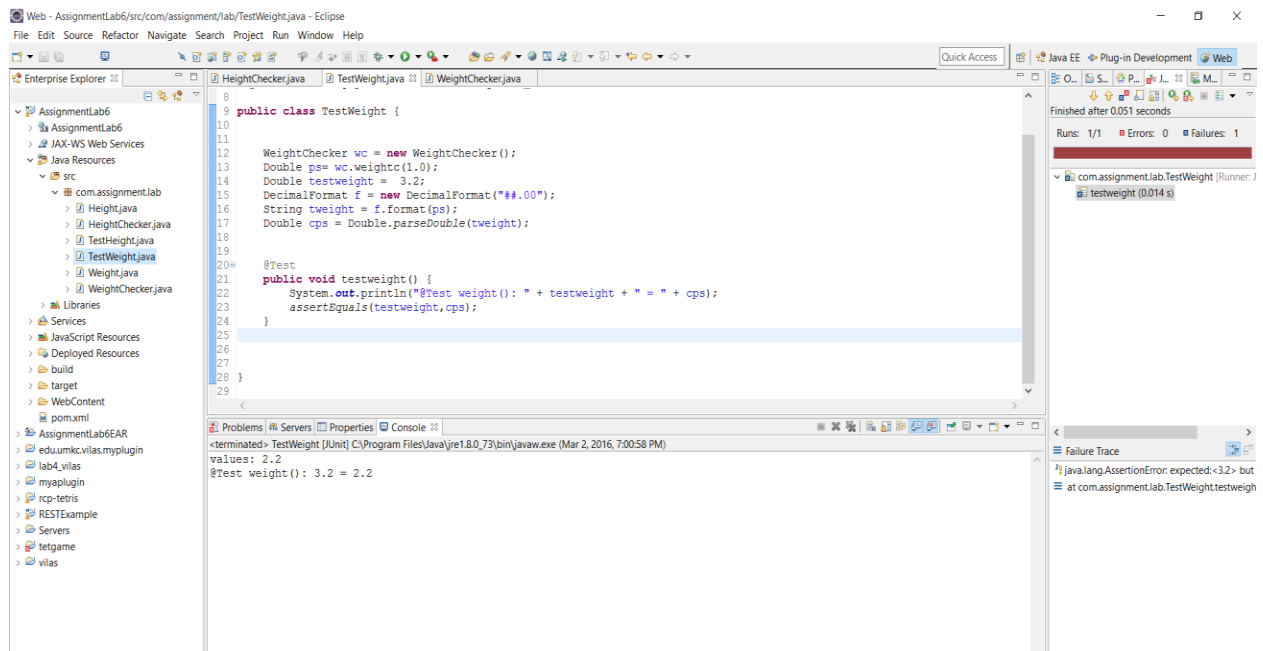 Web - AssignmentLab6/src/com/assignment/lab/TestWeight.java - Eclipse
File Edit Source Refactor Navigate Search Project Run Window Help
Quick Access
Java EE Plug-in Development Web
Enterprise Explorer
AssignmentLab6
AssignmentLab6
JAX-WS Web Services
Java Resources
src
com.assignment.lab
Height.java
HeightChecker.java
TestHeight.java
TestWeight.java
Weight.java
WeightChecker.java
Libraries
Services
JavaScript Resources
Deployed Resources
build
target
WebContent
pom.xml
AssignmentLab6EAR
edu.umkc.vilas.myplugin
lab4_vilas
myaplugin
rcp-tetris
RESTExample
Servers
tetgame
vilas
HeightChecker.java TestWeight.java WeightChecker.java
8
9 public class TestWeight {
10
11
12 WeightChecker wc = new WeightChecker();
13 Double ps= wc.weightc(1.0);
14 Double testweight = 3.2;
15 DecimalFormat f = new DecimalFormat("##.00");
16 String tweight = f.format(ps);
17 Double cps = Double.parseDouble(tweight);
18
19
20 @Test
21 public void testweight() {
22 System.out.println("@Test weight(): " + testweight + " = " + cps);
23 assertEquals(testweight,cps);
24 }
25
26
27
28 }
29
Problems Servers Properties Console
<terminated> TestWeight [JUnit] C:\Program Files\Java\jre1.8.0_73\bin\javaw.exe (Mar 2, 2016, 7:00:58 PM)
values: 2.2
@Test weight(): 3.2 = 2.2
O... S... P... J... M...
Finished after 0.051 seconds
Runs: 1/1 Errors: 0 Failures: 1
com.assignment.lab.TestWeight [Runner: J
testweight (0.014 s)
Failure Trace
java.lang.AssertionError: expected:<3.2> but
at com.assignment.lab.TestWeight.testweigh